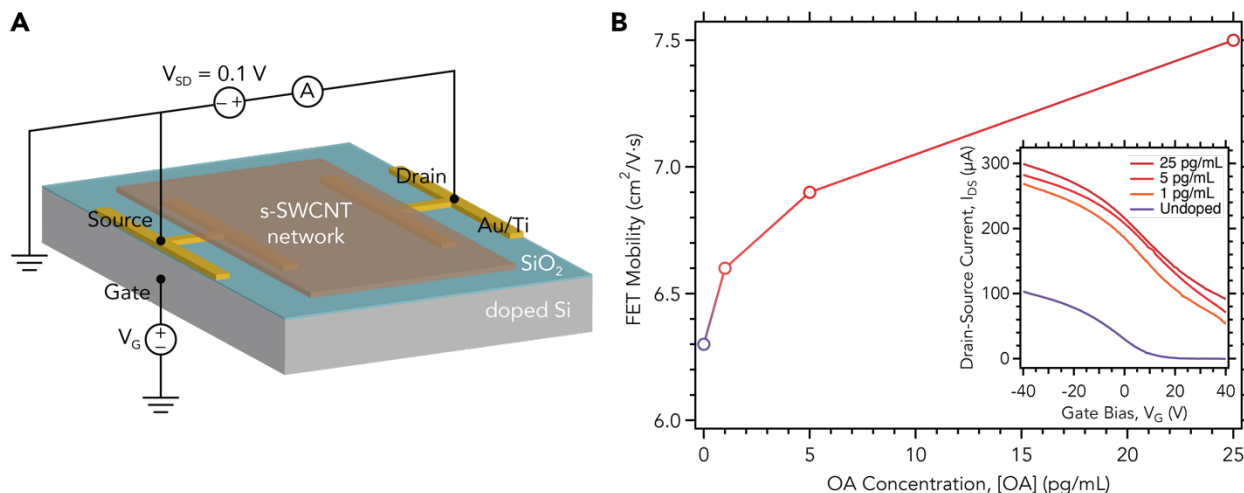 A
V_SD = 0.1 V
− +
A
Drain
Source
s-SWCNT
network
Au/Ti
SiO₂
Gate
doped Si
V_G
+
−
B
7.5
7.0
6.5
6.0
FET Mobility (cm²/V·s)
0
5
10
15
20
25
OA Concentration, [OA] (pg/mL)
300
200
100
0
Drain-Source Current, I_DS (µA)
25 pg/mL
5 pg/mL
1 pg/mL
Undoped
-40
-20
0
20
40
Gate Bias, V_G (V)